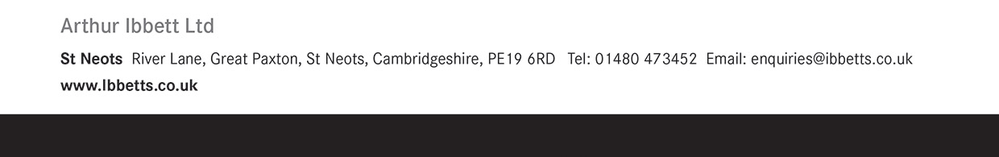 Arthur Ibbett Ltd
St Neots River Lane, Great Paxton, St Neots, Cambridgeshire, PE19 6RD Tel: 01480 473452 Email: enquiries@ibbetts.co.uk
www.Ibbetts.co.uk